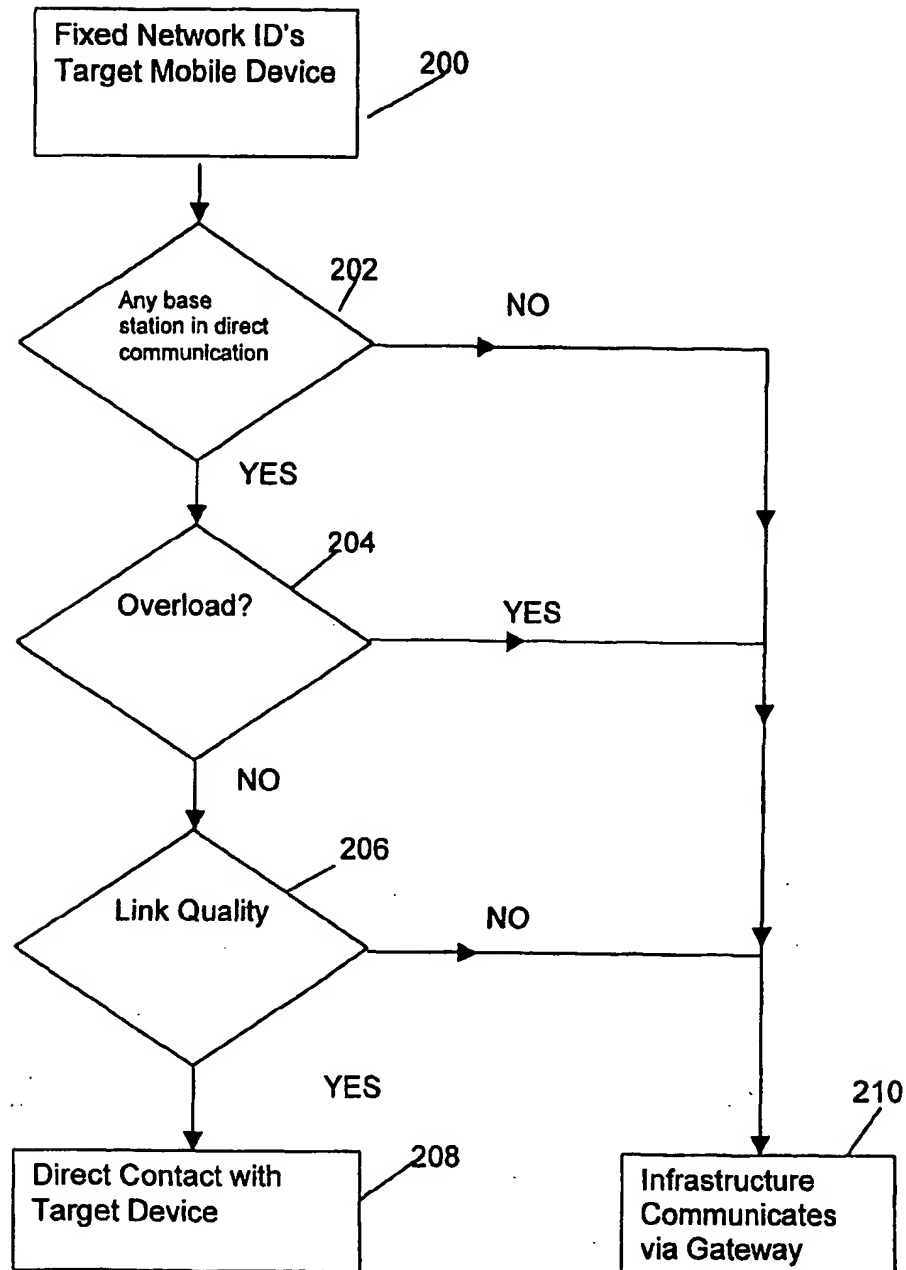 Fixed Network ID's
Target Mobile Device
200
Any base
station in direct
communication
202
NO
YES
204
Overload?
YES
NO
206
Link Quality
NO
YES
210
Direct Contact with
Target Device
208
Infrastructure
Communicates
via Gateway